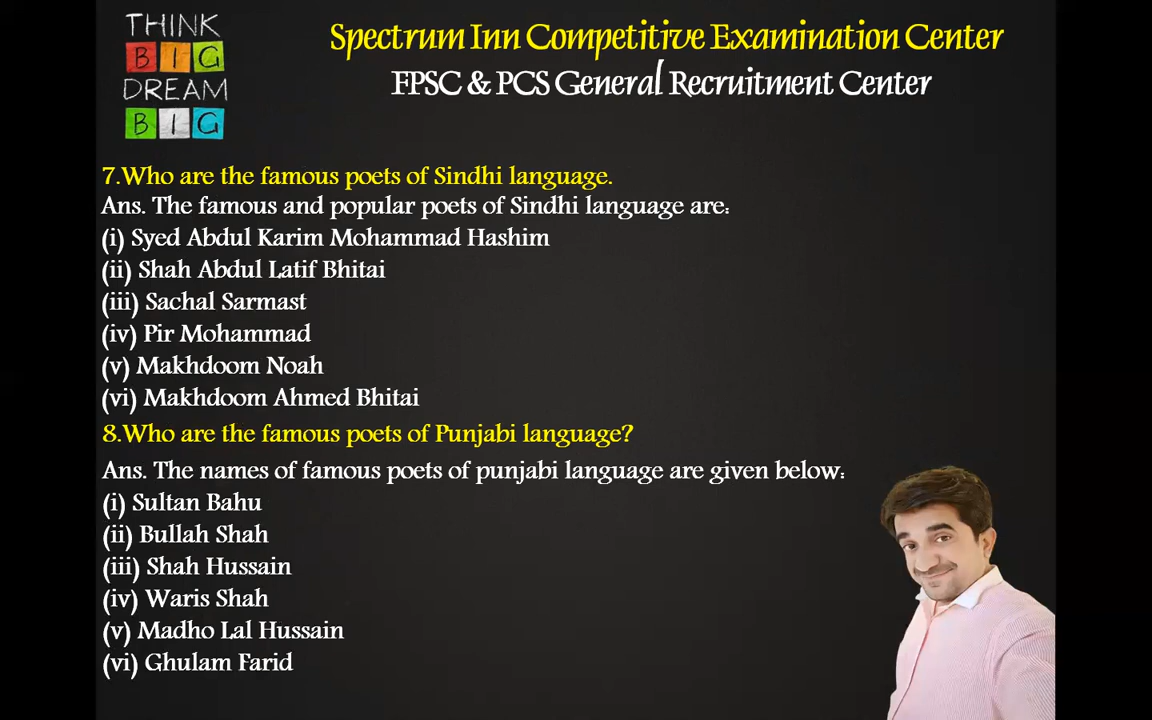 THINK
BIG
DREAM
BIG
Spectrum Inn Competitive Examination Center
FPSC & PCS General Recruitment Center
7.Who are the famous poets of Sindhi language.
Ans. The famous and popular poets of Sindhi language are:
(i) Syed Abdul Karim Mohammad Hashim
(ii) Shah Abdul Latif Bhitai
(iii) Sachal Sarmast
(iv) Pir Mohammad
(v) Makhdoom Noah
(vi) Makhdoom Ahmed Bhitai
8.Who are the famous poets of Punjabi language?
Ans. The names of famous poets of punjabi language are given below:
(i) Sultan Bahu
(ii) Bullah Shah
(iii) Shah Hussain
(iv) Waris Shah
(v) Madho Lal Hussain
(vi) Ghulam Farid